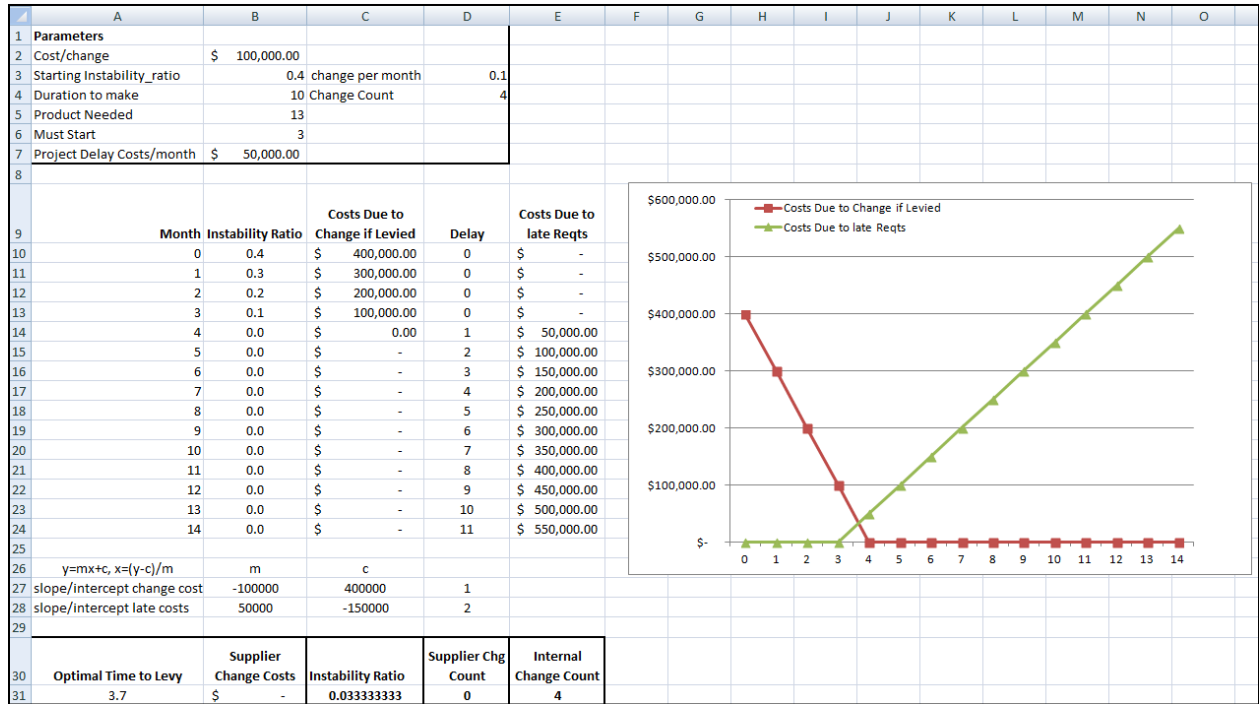 A B C D E F G H I J K L M N O
1 Parameters
2 Cost/change $ 100,000.00
3 Starting Instability_ratio 0.4 change per month 0.1
4 Duration to make 10 Change Count 4
5 Product Needed 13
6 Must Start 3
7 Project Delay Costs/month $ 50,000.00
8
9 Month Instability Ratio Costs Due to Change if Levied Delay Costs Due to late Reqts
10 0 0.4 $ 400,000.00 0 $ -
11 1 0.3 $ 300,000.00 0 $ -
12 2 0.2 $ 200,000.00 0 $ -
13 3 0.1 $ 100,000.00 0 $ -
14 4 0.0 $ 0.00 1 $ 50,000.00
15 5 0.0 $ - 2 $ 100,000.00
16 6 0.0 $ - 3 $ 150,000.00
17 7 0.0 $ - 4 $ 200,000.00
18 8 0.0 $ - 5 $ 250,000.00
19 9 0.0 $ - 6 $ 300,000.00
20 10 0.0 $ - 7 $ 350,000.00
21 11 0.0 $ - 8 $ 400,000.00
22 12 0.0 $ - 9 $ 450,000.00
23 13 0.0 $ - 10 $ 500,000.00
24 14 0.0 $ - 11 $ 550,000.00
25
26 y=mx+c, x=(y-c)/m m c
27 slope/intercept change cost -100000 400000 1
28 slope/intercept late costs 50000 -150000 2
29
30 Optimal Time to Levy Supplier Change Costs Instability Ratio Supplier Chg Count Internal Change Count
31 3.7 $ - 0.033333333 0 4
$600,000.00
$500,000.00
$400,000.00
$300,000.00
$200,000.00
$100,000.00
$-
Costs Due to Change if Levied
Costs Due to late Reqts
0 1 2 3 4 5 6 7 8 9 10 11 12 13 14